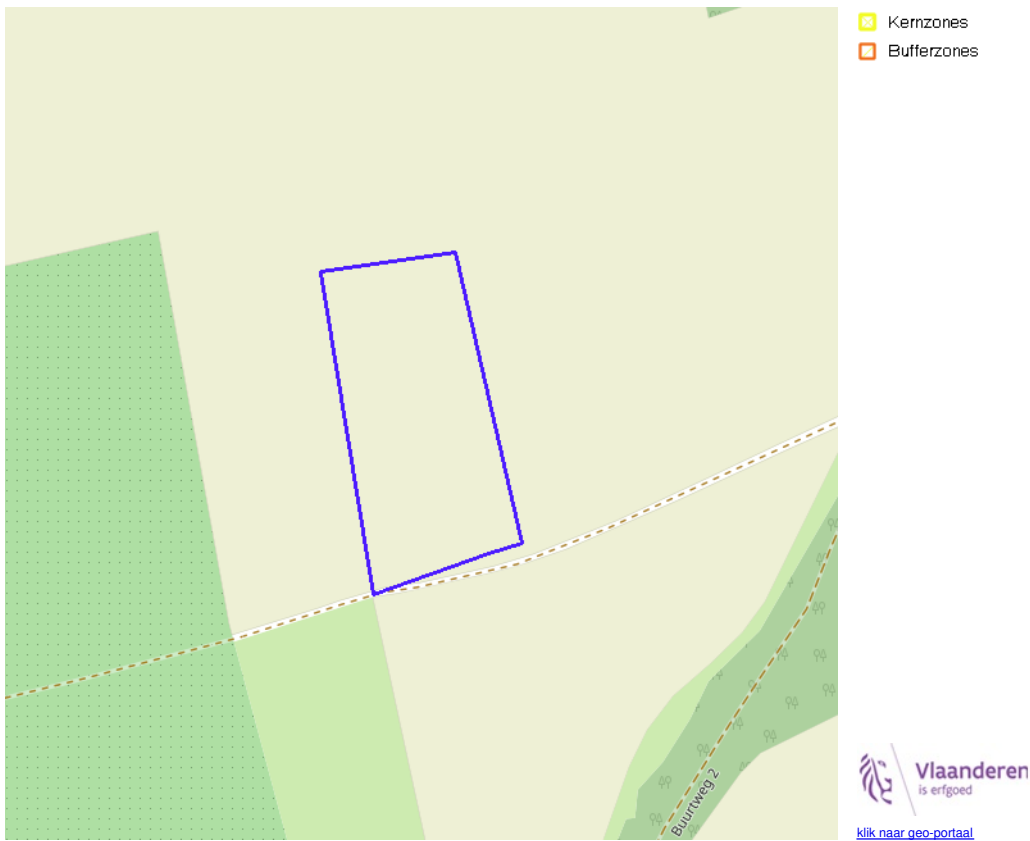 Kernzones
Bufferzones
Buurtweg 2
Vlaanderen
is erfgoed
klik naar geo-portaal